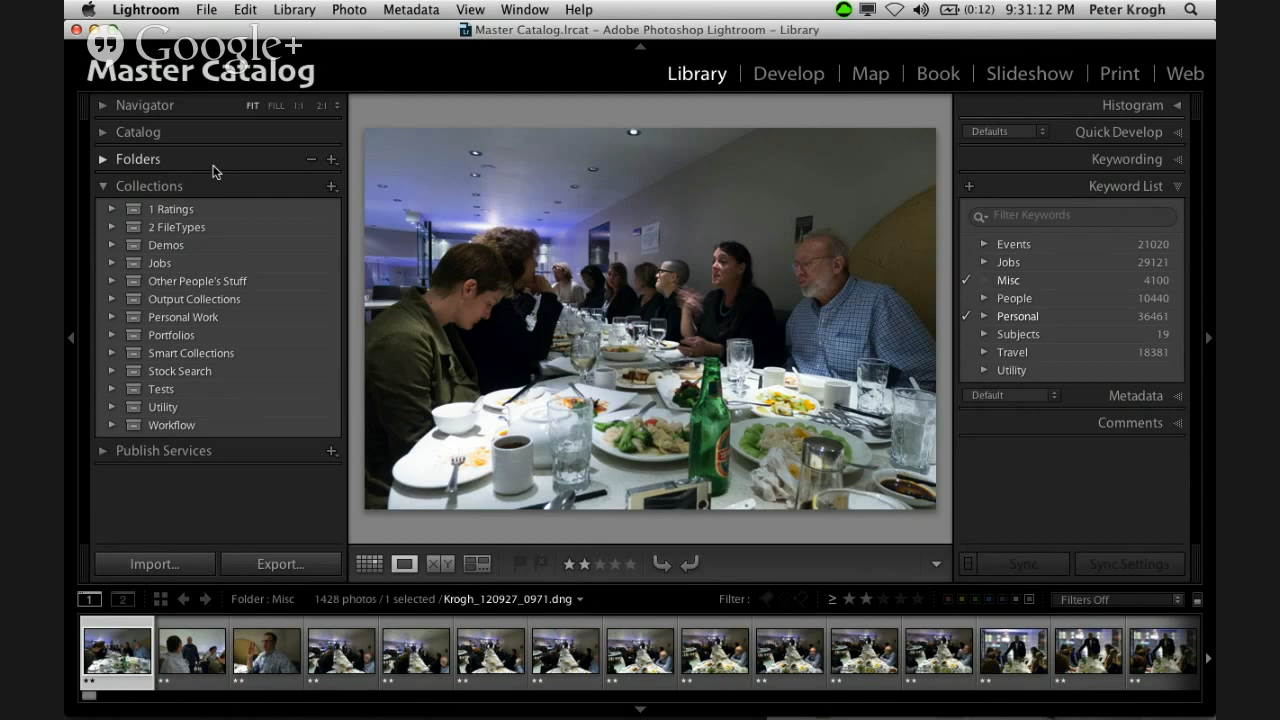 Lightroom File Edit Library Photo Metadata View Window Help (0:12) 9:31:12 PM Peter Krogh
Master Catalog.lrcat – Adobe Photoshop Lightroom – Library
Google+
Master Catalog
Library | Develop | Map | Book | Slideshow | Print | Web
Navigator FIT FILL 1:1 2:1
Catalog
Folders
Collections
1 Ratings
2 FileTypes
Demos
Jobs
Other People's Stuff
Output Collections
Personal Work
Portfolios
Smart Collections
Stock Search
Tests
Utility
Workflow
Publish Services
Import... Export...
Histogram
Defaults Quick Develop
Keywording
Keyword List
Filter Keywords
Events 21020
Jobs 29121
Misc 4100
People 10440
Personal 36461
Subjects 19
Travel 18381
Utility
Default Metadata
Comments
Sync Sync Settings
1 2 Folder : Misc 1428 photos / 1 selected / Krogh_120927_0971.dng Filter : Filters Off